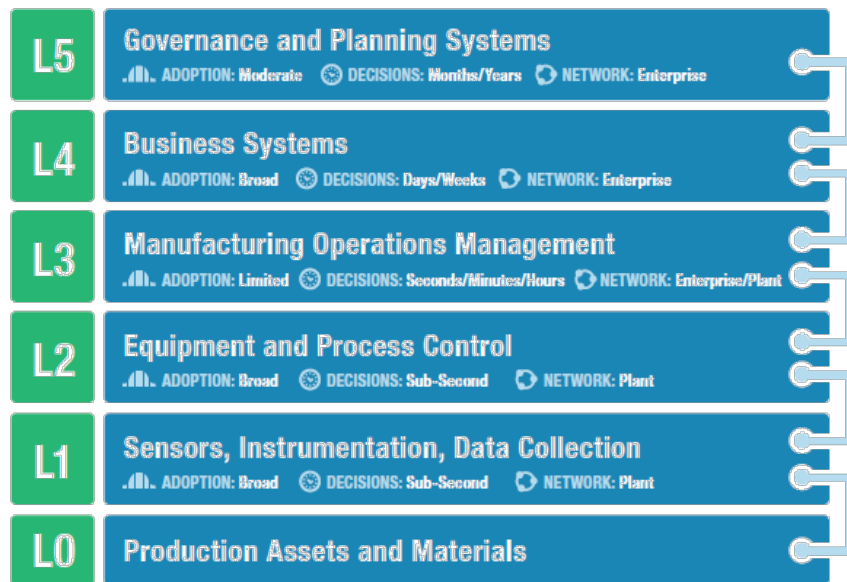 L5
Governance and Planning Systems
ADOPTION: Moderate DECISIONS: Months/Years NETWORK: Enterprise
L4
Business Systems
ADOPTION: Broad DECISIONS: Days/Weeks NETWORK: Enterprise
L3
Manufacturing Operations Management
ADOPTION: Limited DECISIONS: Seconds/Minutes/Hours NETWORK: Enterprise/Plant
L2
Equipment and Process Control
ADOPTION: Broad DECISIONS: Sub-Second NETWORK: Plant
L1
Sensors, Instrumentation, Data Collection
ADOPTION: Broad DECISIONS: Sub-Second NETWORK: Plant
L0
Production Assets and Materials